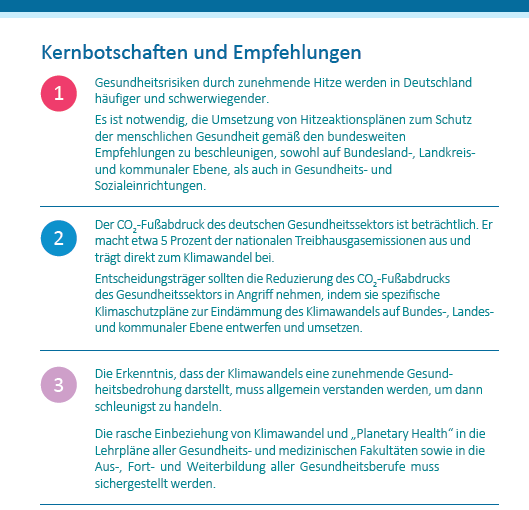 Kernbotschaften und Empfehlungen
1
Gesundheitsrisiken durch zunehmende Hitze werden in Deutschland
häufiger und schwerwiegender.
Es ist notwendig, die Umsetzung von Hitzeaktionsplänen zum Schutz
der menschlichen Gesundheit gemäß den bundesweiten
Empfehlungen zu beschleunigen, sowohl auf Bundesland-, Landkreis-
und kommunaler Ebene, als auch in Gesundheits- und
Sozialeinrichtungen.
2
Der CO₂-Fußabdruck des deutschen Gesundheitssektors ist beträchtlich. Er
macht etwa 5 Prozent der nationalen Treibhausgasemissionen aus und
trägt direkt zum Klimawandel bei.
Entscheidungsträger sollten die Reduzierung des CO₂-Fußabdrucks
des Gesundheitssektors in Angriff nehmen, indem sie spezifische
Klimaschutzpläne zur Eindämmung des Klimawandels auf Bundes-, Landes-
und kommunaler Ebene entwerfen und umsetzen.
3
Die Erkenntnis, dass der Klimawandels eine zunehmende Gesund-
heitsbedrohung darstellt, muss allgemein verstanden werden, um dann
schleunigst zu handeln.
Die rasche Einbeziehung von Klimawandel und „Planetary Health“ in die
Lehrpläne aller Gesundheits- und medizinischen Fakultäten sowie in die
Aus-, Fort- und Weiterbildung aller Gesundheitsberufe muss
sichergestellt werden.